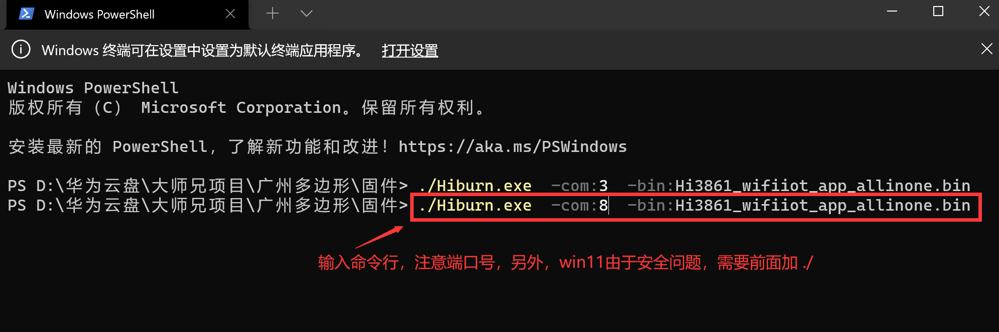 Windows PowerShell
Windows 终端可在设置中设置为默认终端应用程序。 打开设置
Windows PowerShell
版权所有（C） Microsoft Corporation。保留所有权利。
安装最新的 PowerShell，了解新功能和改进！https://aka.ms/PSWindows
PS D:\华为云盘\大师兄项目\广州多边形\固件> ./Hiburn.exe  -com:3  -bin:Hi3861_wifiiot_app_allinone.bin
PS D:\华为云盘\大师兄项目\广州多边形\固件> ./Hiburn.exe  -com:8  -bin:Hi3861_wifiiot_app_allinone.bin
输入命令行，注意端口号，另外，win11由于安全问题，需要前面加 ./